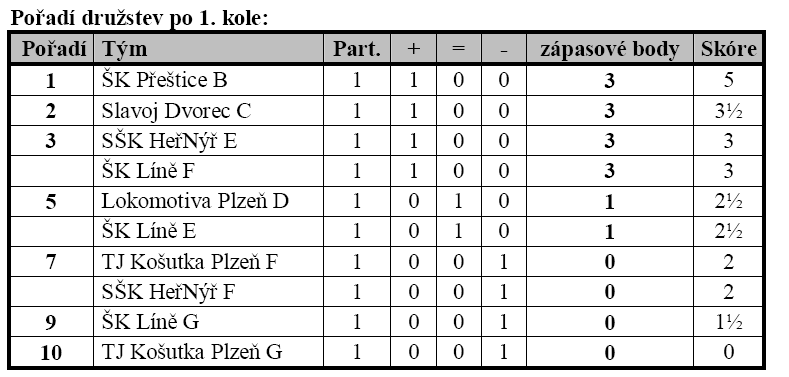 Pořadí družstev po 1. kole:
Pořadí Tým Part. + = - zápasové body Skóre
1 ŠK Přeštice B 1 1 0 0 3 5
2 Slavoj Dvorec C 1 1 0 0 3 3½
3 SŠK HeřNýř E 1 1 0 0 3 3
ŠK Líně F 1 1 0 0 3 3
5 Lokomotiva Plzeň D 1 0 1 0 1 2½
ŠK Líně E 1 0 1 0 1 2½
7 TJ Košutka Plzeň F 1 0 0 1 0 2
SŠK HeřNýř F 1 0 0 1 0 2
9 ŠK Líně G 1 0 0 1 0 1½
10 TJ Košutka Plzeň G 1 0 0 1 0 0